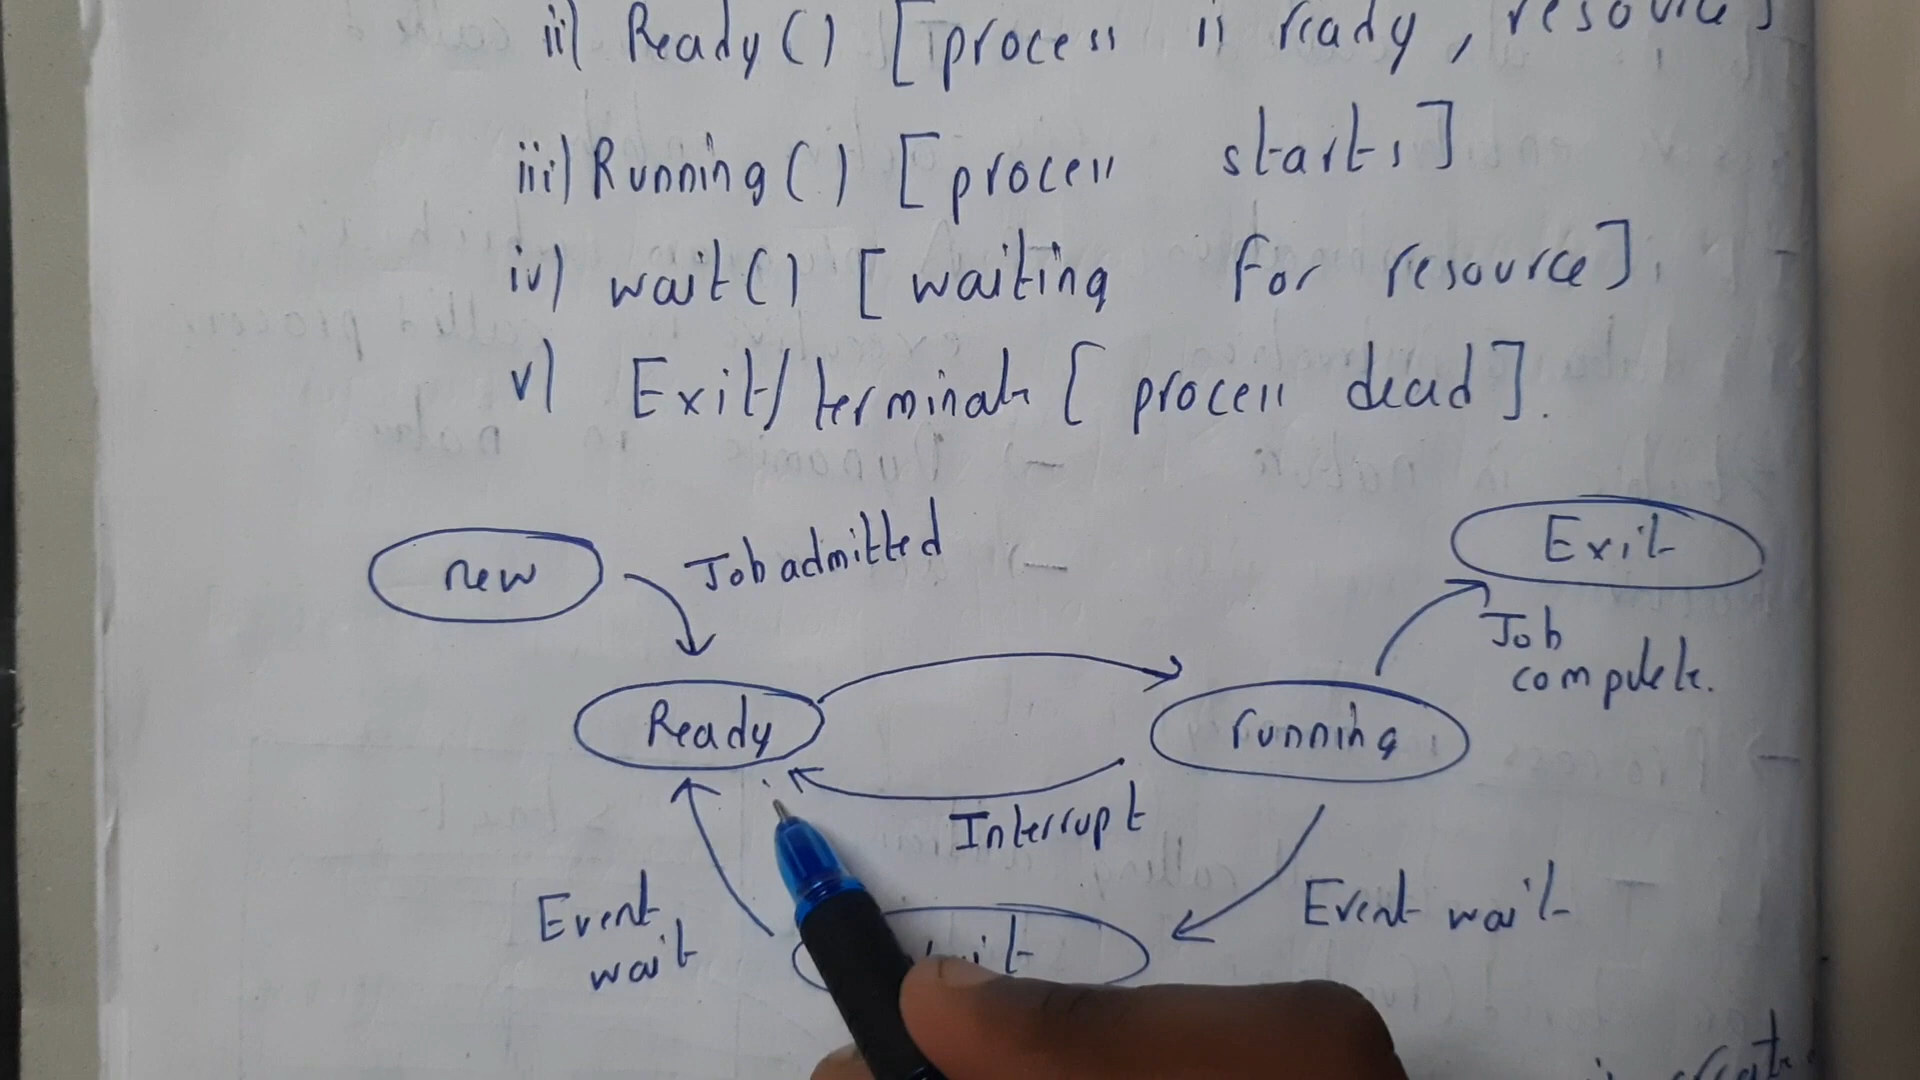 ii) Ready() [process is ready, resource]
iii) Running() [process starts]
iv) wait() [waiting for resource].
v) Exit/terminate [process dead].
new
Job admitted
Exit
Job
complete.
Ready
running
Interrupt
Event
wait
Event wait